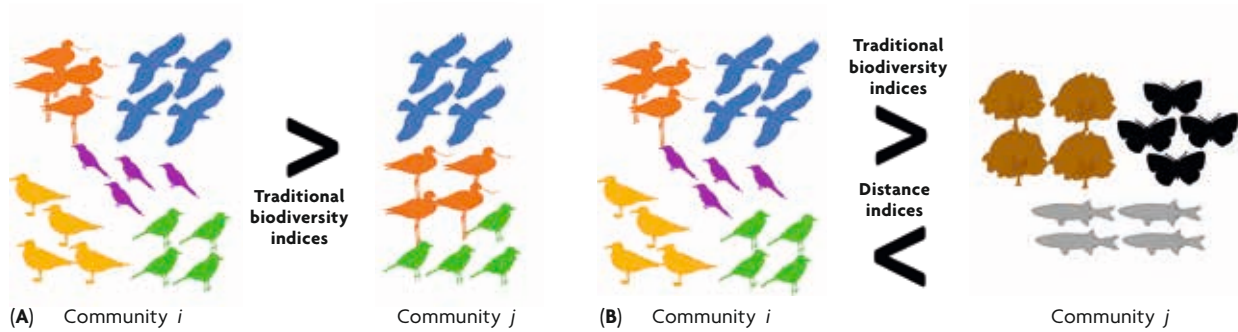 Traditional
biodiversity
indices
>
Traditional
biodiversity
indices
>
Distance
indices
<
(A) Community i
Community j
(B) Community i
Community j